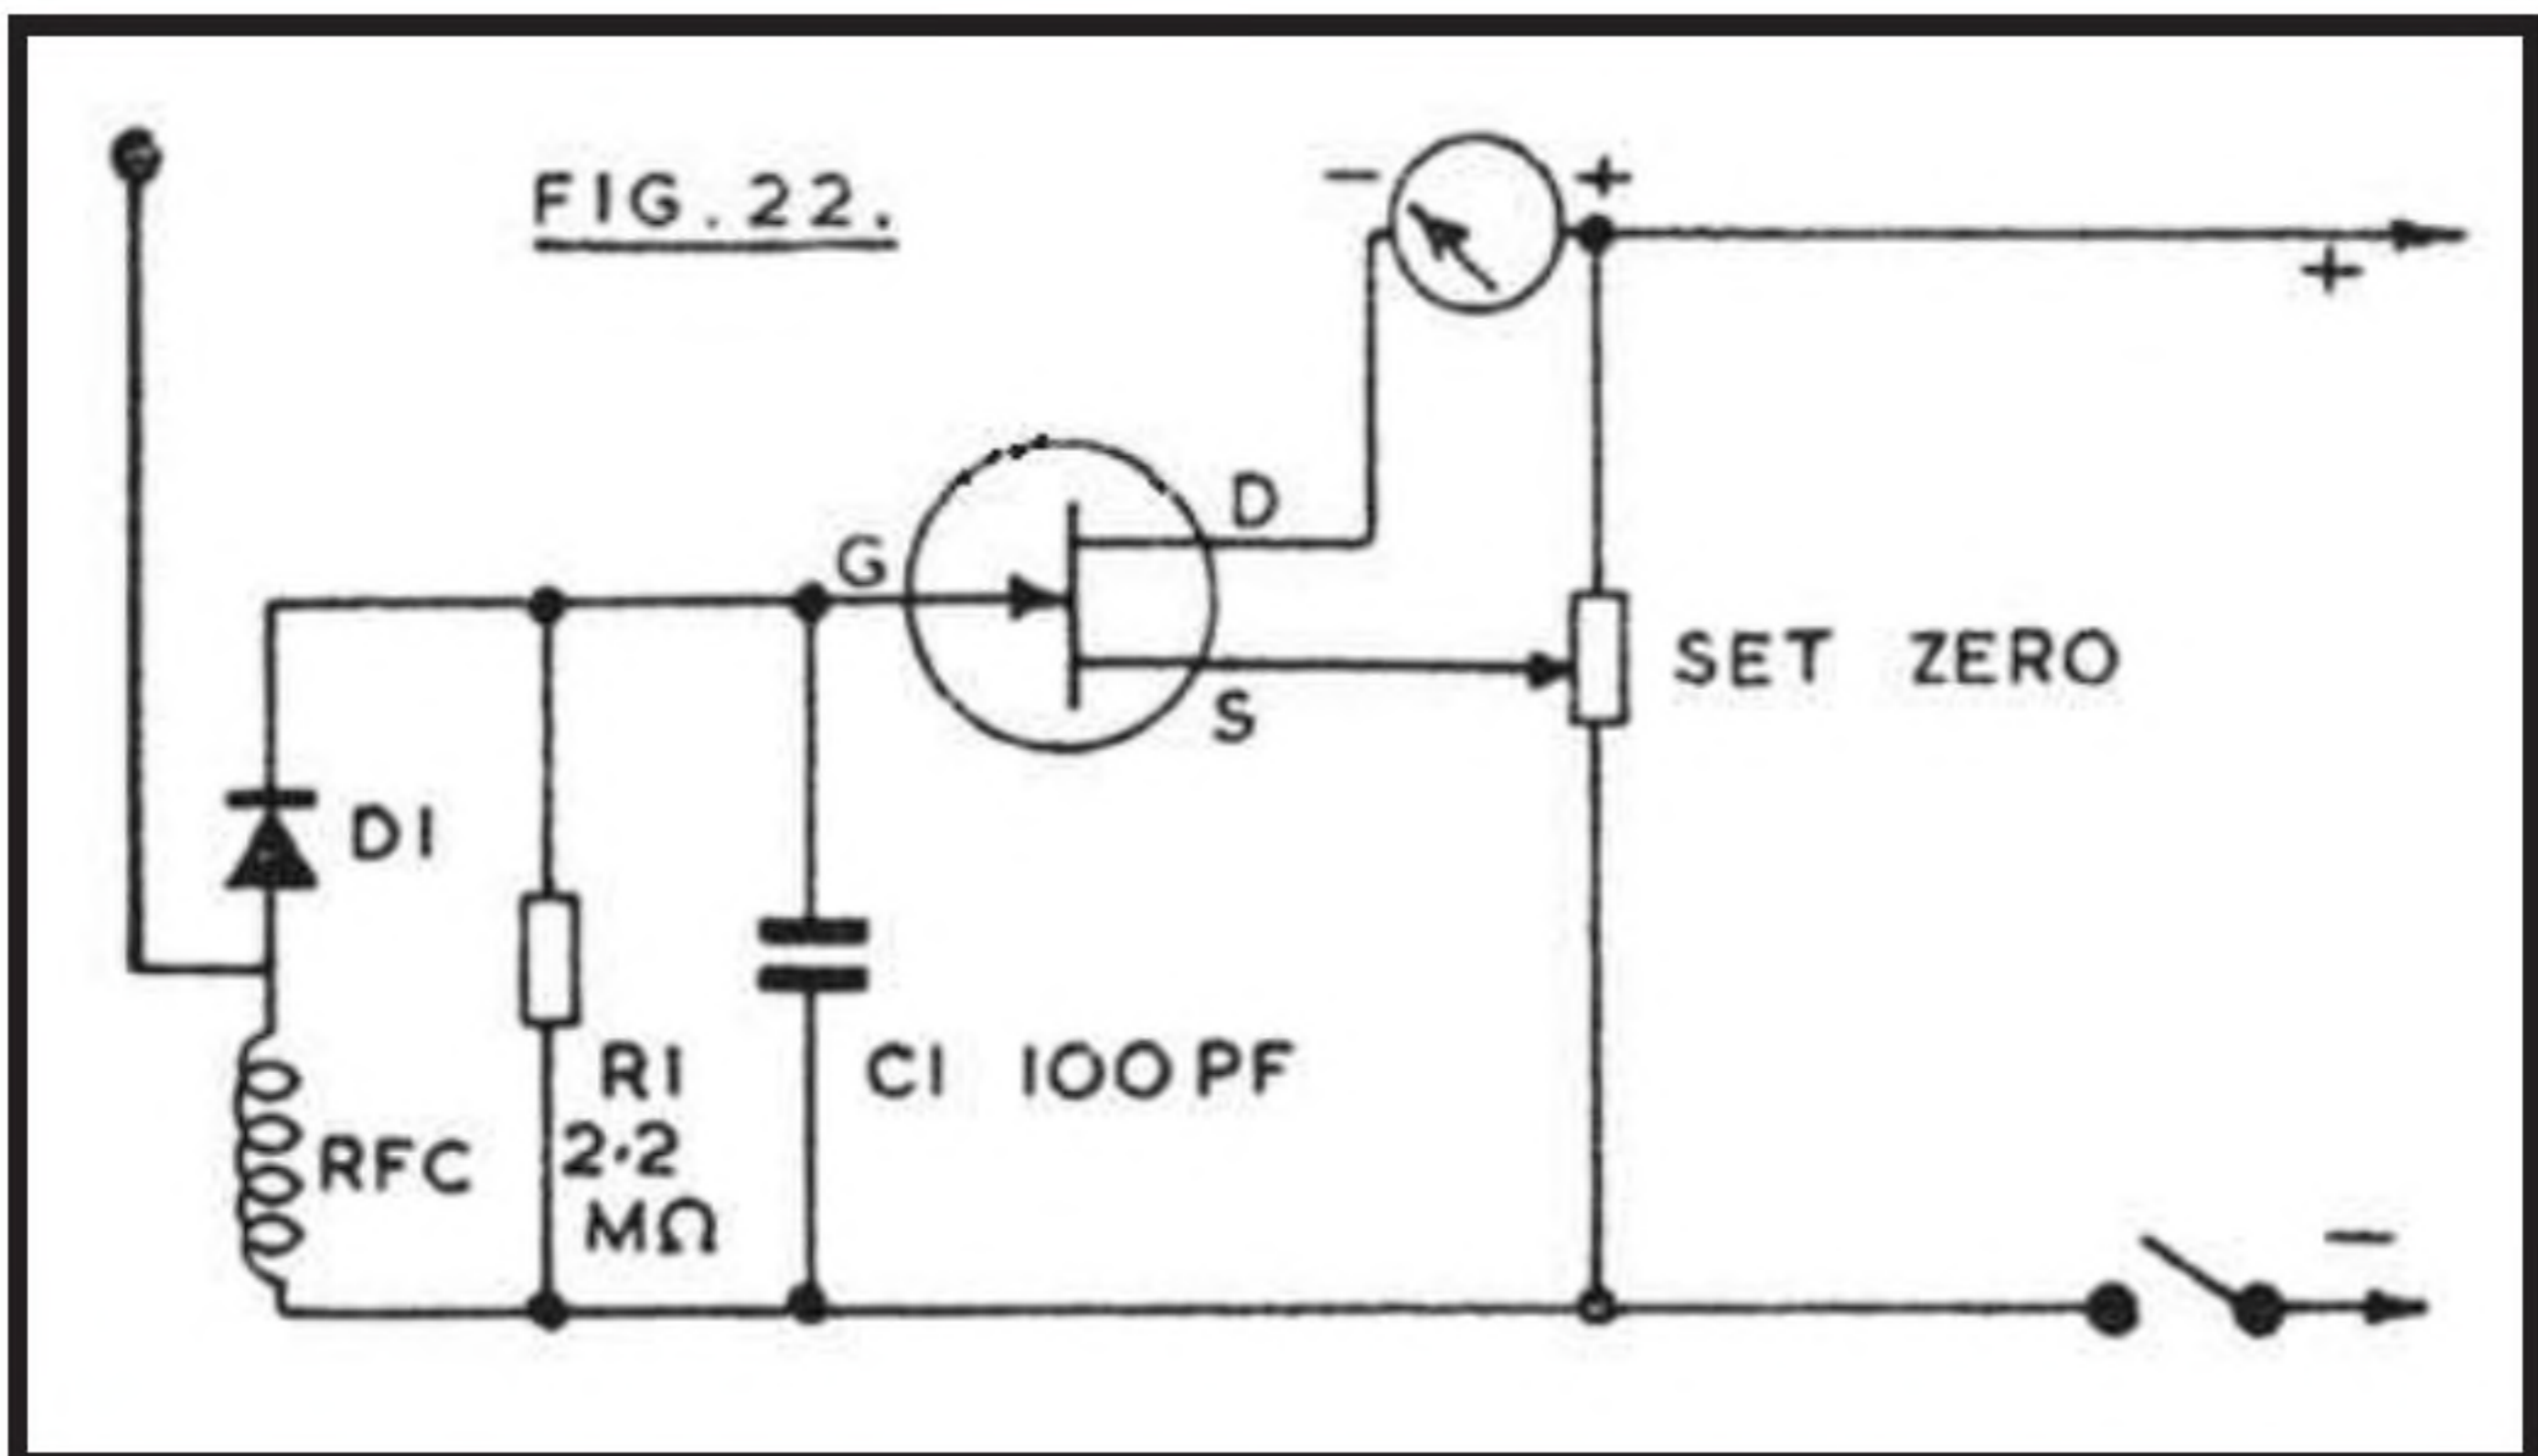 FIG. 22.
− +
+
D
G
SET ZERO
S
D1
R1
C1 100PF
2·2
RFC
MΩ
−